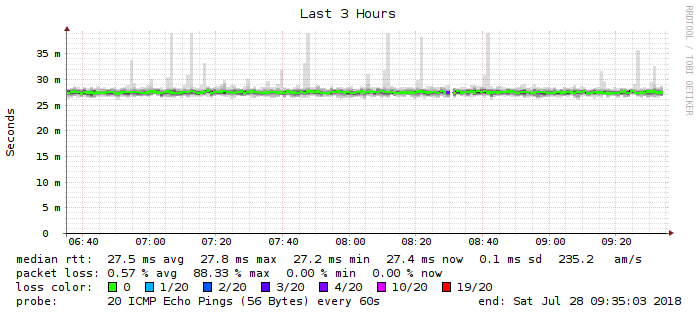 Last 3 Hours
RRDTOOL / TOBI OETIKER
Seconds
35 m
30 m
25 m
20 m
15 m
10 m
5 m
0
06:40 07:00 07:20 07:40 08:00 08:20 08:40 09:00 09:20
median rtt: 27.5 ms avg 27.8 ms max 27.2 ms min 27.4 ms now 0.1 ms sd 235.2 am/s
packet loss: 0.57 % avg 88.33 % max 0.00 % min 0.00 % now
loss color: 0 1/20 2/20 3/20 4/20 10/20 19/20
probe: 20 ICMP Echo Pings (56 Bytes) every 60s end: Sat Jul 28 09:35:03 2018